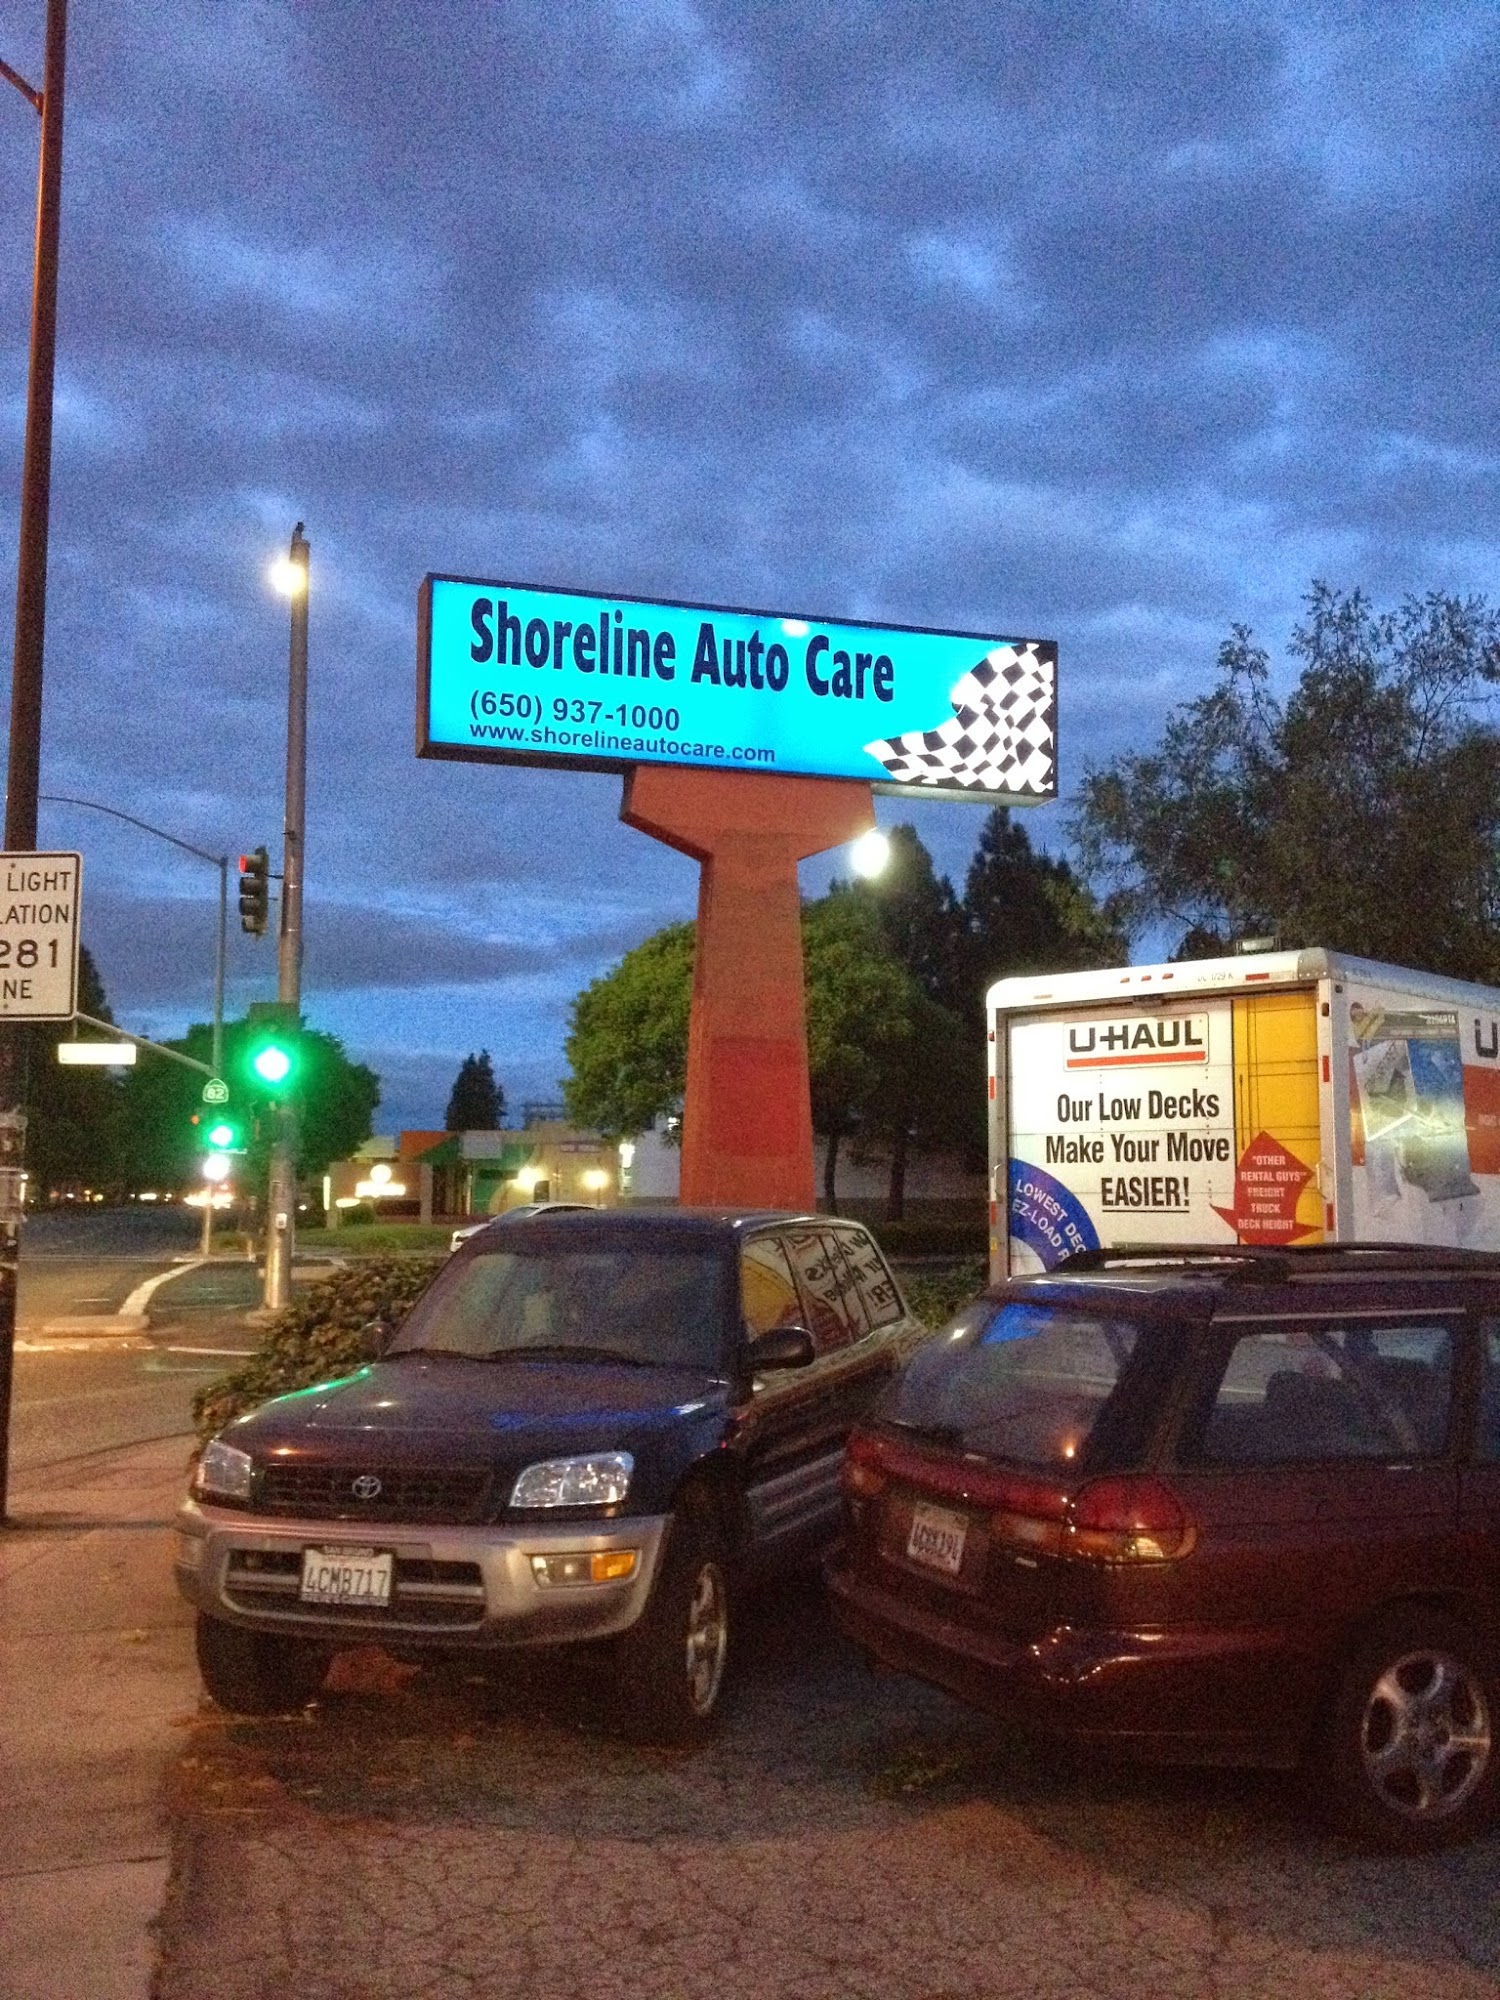 Shoreline Auto Care
(650) 937-1000
www.shorelineautocare.com
LIGHT
LATION
281
NE
82
U-HAUL
Our Low Decks
Make Your Move
EASIER!
"OTHER
RENTAL GUYS"
FREIGHT
TRUCK
DECK HEIGHT
LOWEST DEC
EZ-LOAD R
U
4CMB717